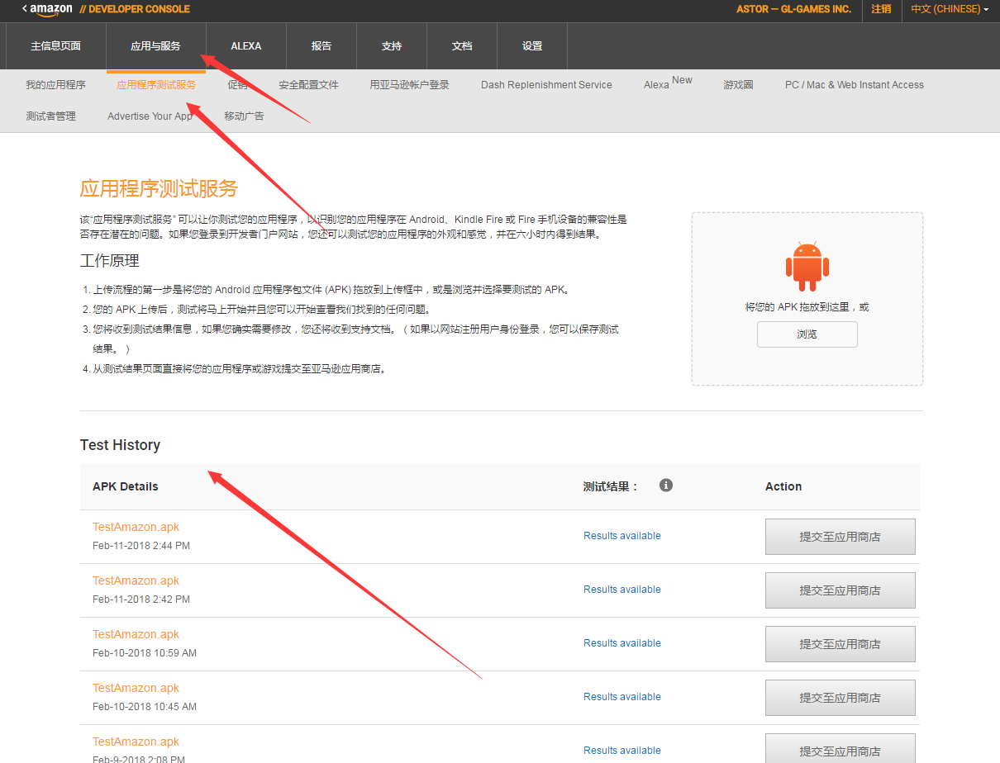 amazon // DEVELOPER CONSOLE ASTOR — GL-GAMES INC. 注销 中文 (CHINESE)
主信息页面 应用与服务 ALEXA 报告 支持 文档 设置
我的应用程序 应用程序测试服务 促销 安全配置文件 用亚马逊帐户登录 Dash Replenishment Service Alexa New 游戏圈 PC / Mac & Web Instant Access
测试者管理 Advertise Your App 移动广告
应用程序测试服务
该“应用程序测试服务” 可以让你测试您的应用程序，以识别您的应用程序在 Android、Kindle Fire 或 Fire 手机设备的兼容性是
否存在潜在的问题。如果您登录到开发者门户网站，您还可以测试您的应用程序的外观和感觉，并在六小时内得到结果。
工作原理
1. 上传流程的第一步是将您的 Android 应用程序包文件 (APK) 拖放到上传框中，或是浏览并选择要测试的 APK。
2. 您的 APK 上传后，测试将马上开始并且您可以开始查看我们找到的任何问题。
3. 您将收到测试结果信息，如果您确实需要修改，您还将收到支持文档。（ 如果以网站注册用户身份登录，您可以保存测试
结果。）
4. 从测试结果页面直接将您的应用程序或游戏提交至亚马逊应用商店。
将您的 APK 拖放到这里，或
浏览
Test History
APK Details 测试结果： Action
TestAmazon.apk
Feb-11-2018 2:44 PM
Results available
提交至应用商店
TestAmazon.apk
Feb-11-2018 2:42 PM
Results available
提交至应用商店
TestAmazon.apk
Feb-10-2018 10:59 AM
Results available
提交至应用商店
TestAmazon.apk
Feb-10-2018 10:45 AM
Results available
提交至应用商店
TestAmazon.apk
Feb-9-2018 2:08 PM
Results available
提交至应用商店